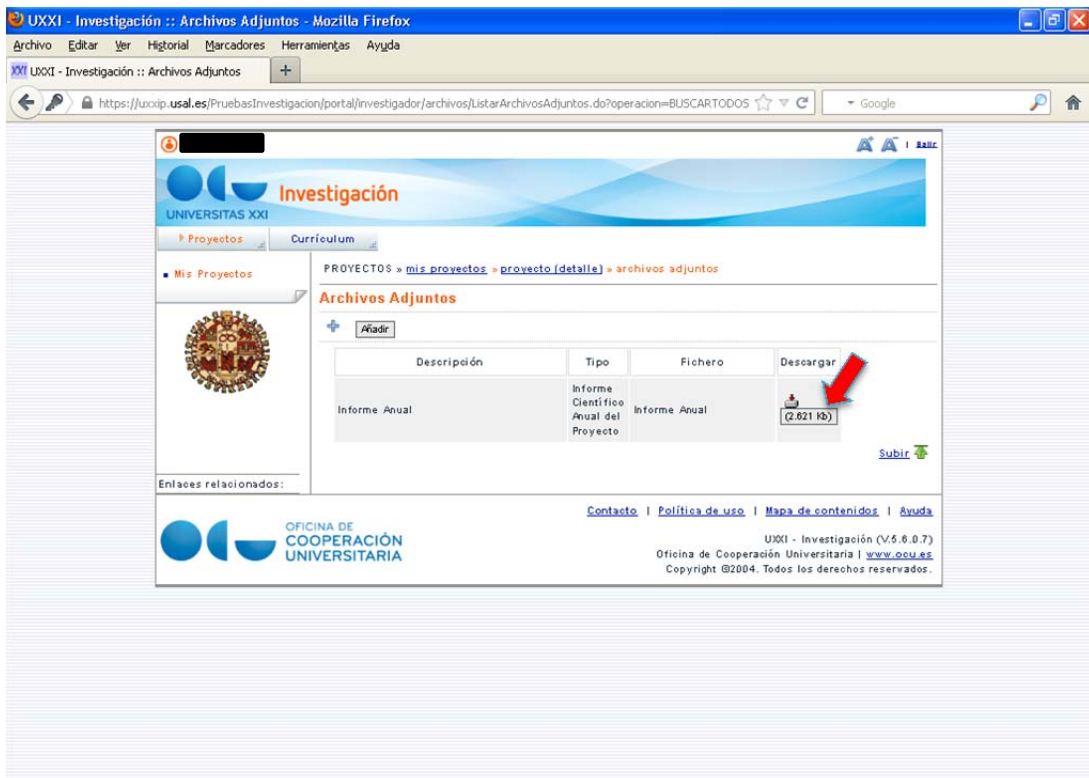 UXXI - Investigación :: Archivos Adjuntos - Mozilla Firefox
Archivo Editar Ver Historial Marcadores Herramientas Ayuda
XXI UXXI - Investigación :: Archivos Adjuntos +
https://uxxip.usal.es/PruebasInvestigacion/portal/investigador/archivos/ListarArchivosAdjuntos.do?operacion=BUSCARTODOS Google
A+ A- | Salir
UNIVERSITAS XXI Investigación
Proyectos Currículum
Mis Proyectos
PROYECTOS » mis proyectos » proyecto (detalle) » archivos adjuntos
Archivos Adjuntos
Añadir
Descripción Tipo Fichero Descargar
Informe Anual Informe Científico Anual del Proyecto Informe Anual (2.621 Kb)
Subir
Enlaces relacionados:
Contacto | Política de uso | Mapa de contenidos | Ayuda
OFICINA DE
COOPERACIÓN
UNIVERSITARIA
UXXI - Investigación (V.5.6.0.7)
Oficina de Cooperación Universitaria | www.ocu.es
Copyright ©2004. Todos los derechos reservados.